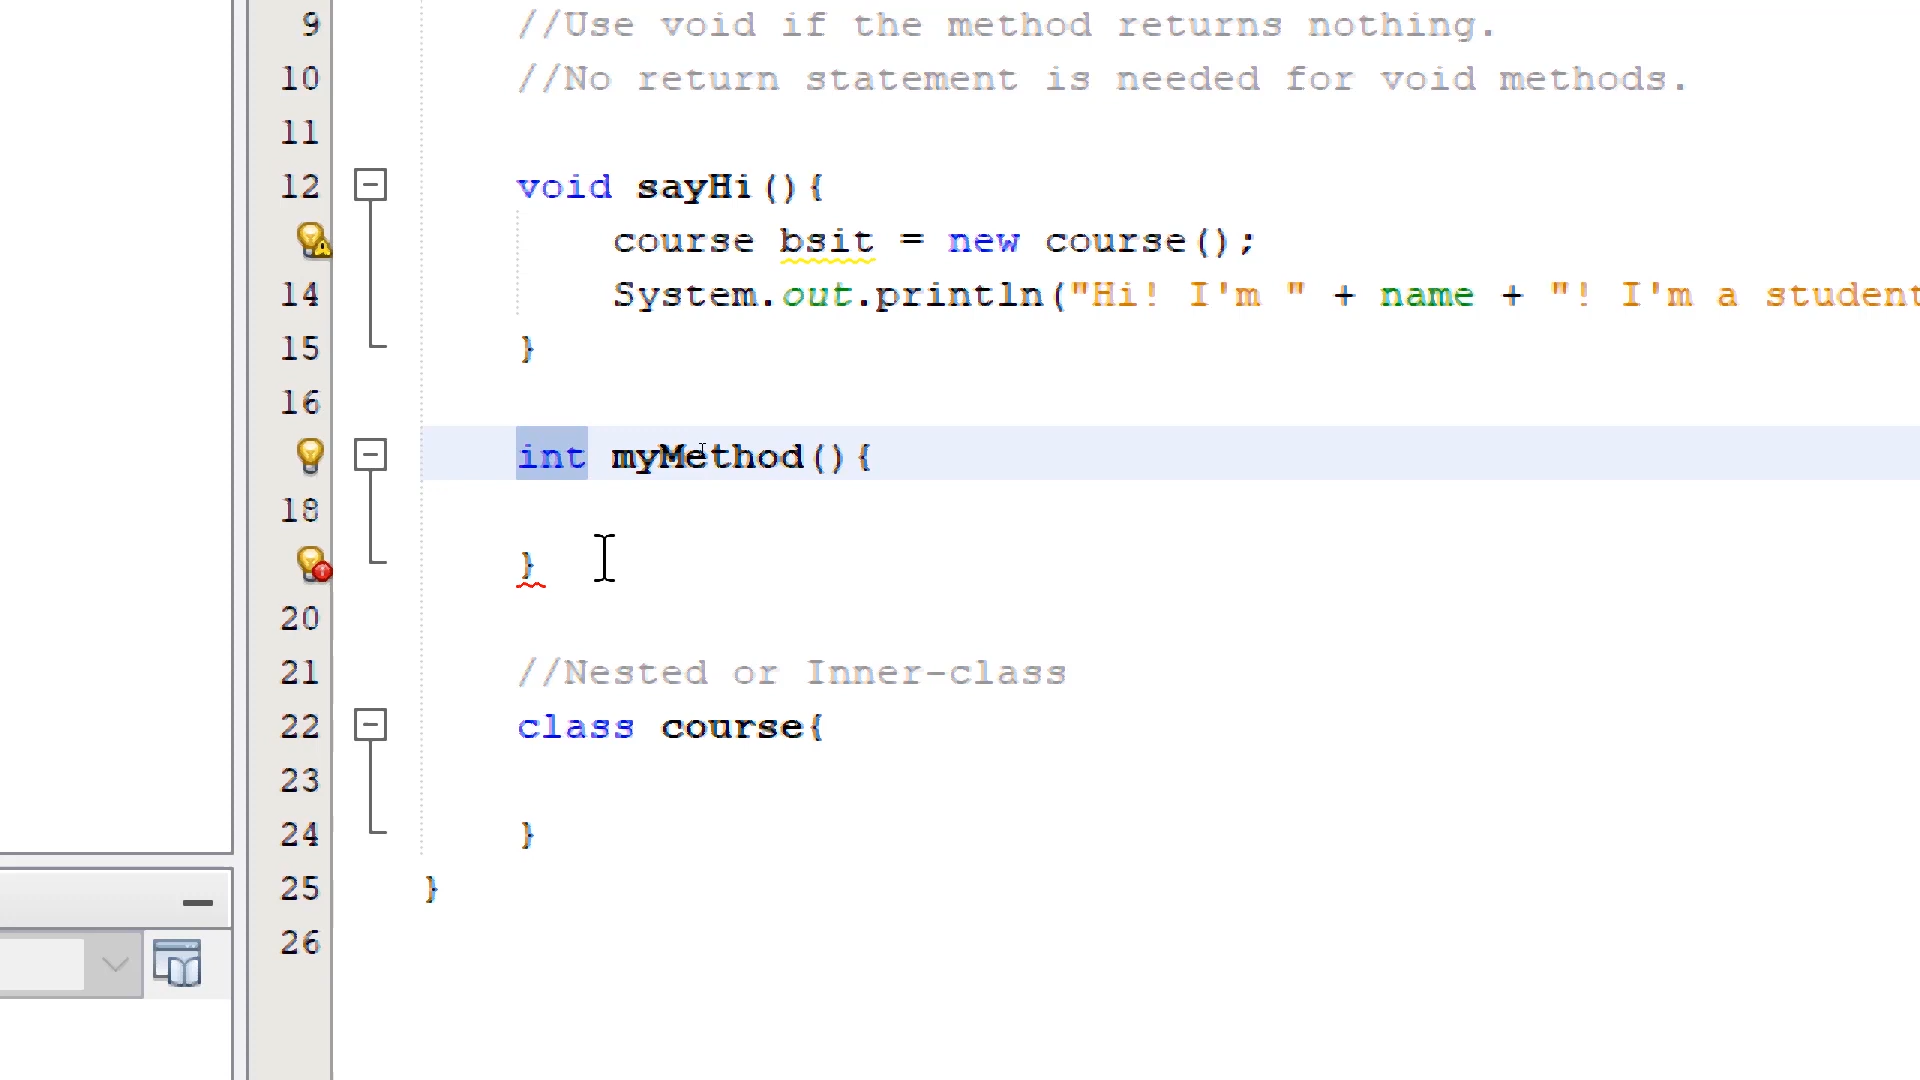 9 //Use void if the method returns nothing.
10 //No return statement is needed for void methods.
11
12 void sayHi(){
course bsit = new course();
14 System.out.println("Hi! I'm " + name + "! I'm a student
15 }
16
int myMethod(){
18
}
20
21 //Nested or Inner-class
22 class course{
23
24 }
25 }
26